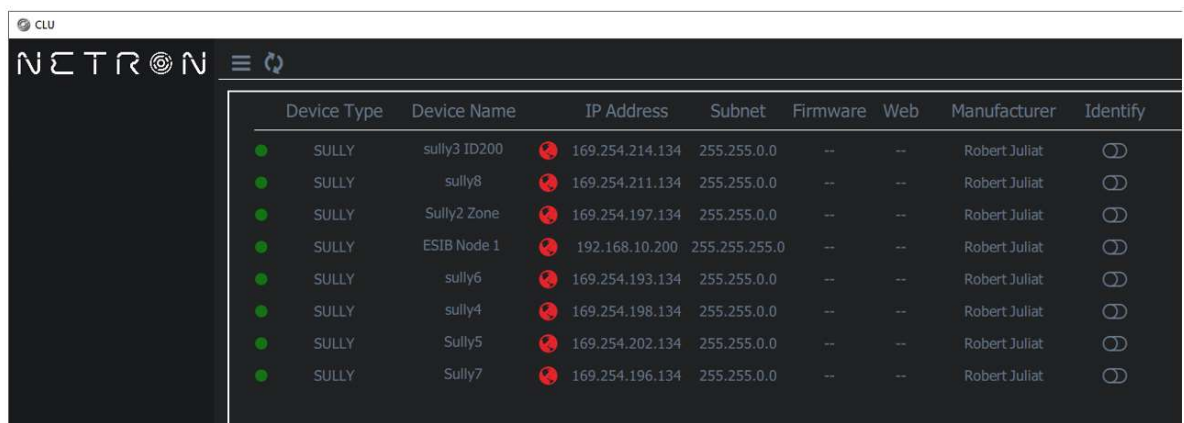 CLU
NETRON
Device Type Device Name IP Address Subnet Firmware Web Manufacturer Identify
SULLY sully3 ID200 169.254.214.134 255.255.0.0 -- -- Robert Juliat
SULLY sully8 169.254.211.134 255.255.0.0 -- -- Robert Juliat
SULLY Sully2 Zone 169.254.197.134 255.255.0.0 -- -- Robert Juliat
SULLY ESIB Node 1 192.168.10.200 255.255.255.0 -- -- Robert Juliat
SULLY sully6 169.254.193.134 255.255.0.0 -- -- Robert Juliat
SULLY sully4 169.254.198.134 255.255.0.0 -- -- Robert Juliat
SULLY Sully5 169.254.202.134 255.255.0.0 -- -- Robert Juliat
SULLY Sully7 169.254.196.134 255.255.0.0 -- -- Robert Juliat